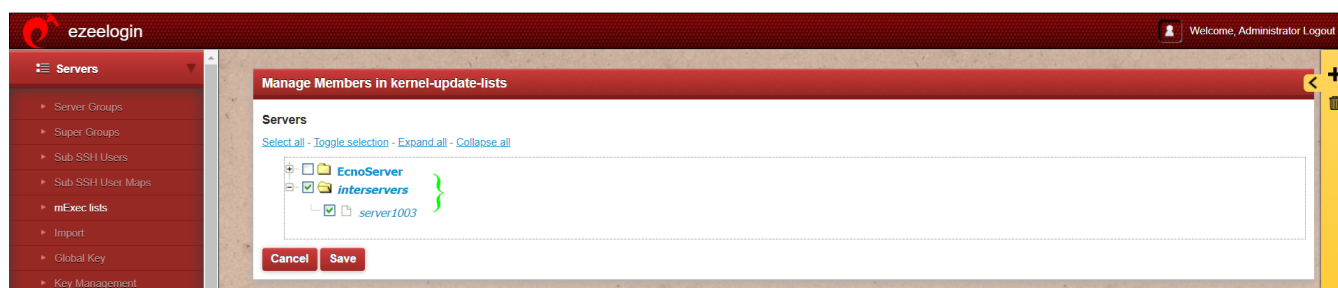 ezeelogin
Welcome, Administrator Logout
Servers
Server Groups
Super Groups
Sub SSH Users
Sub SSH User Maps
mExec lists
Import
Global Key
Key Management
Manage Members in kernel-update-lists
Servers
Select all - Toggle selection - Expand all - Collapse all
EcnoServer
interservers
server1003
Cancel Save